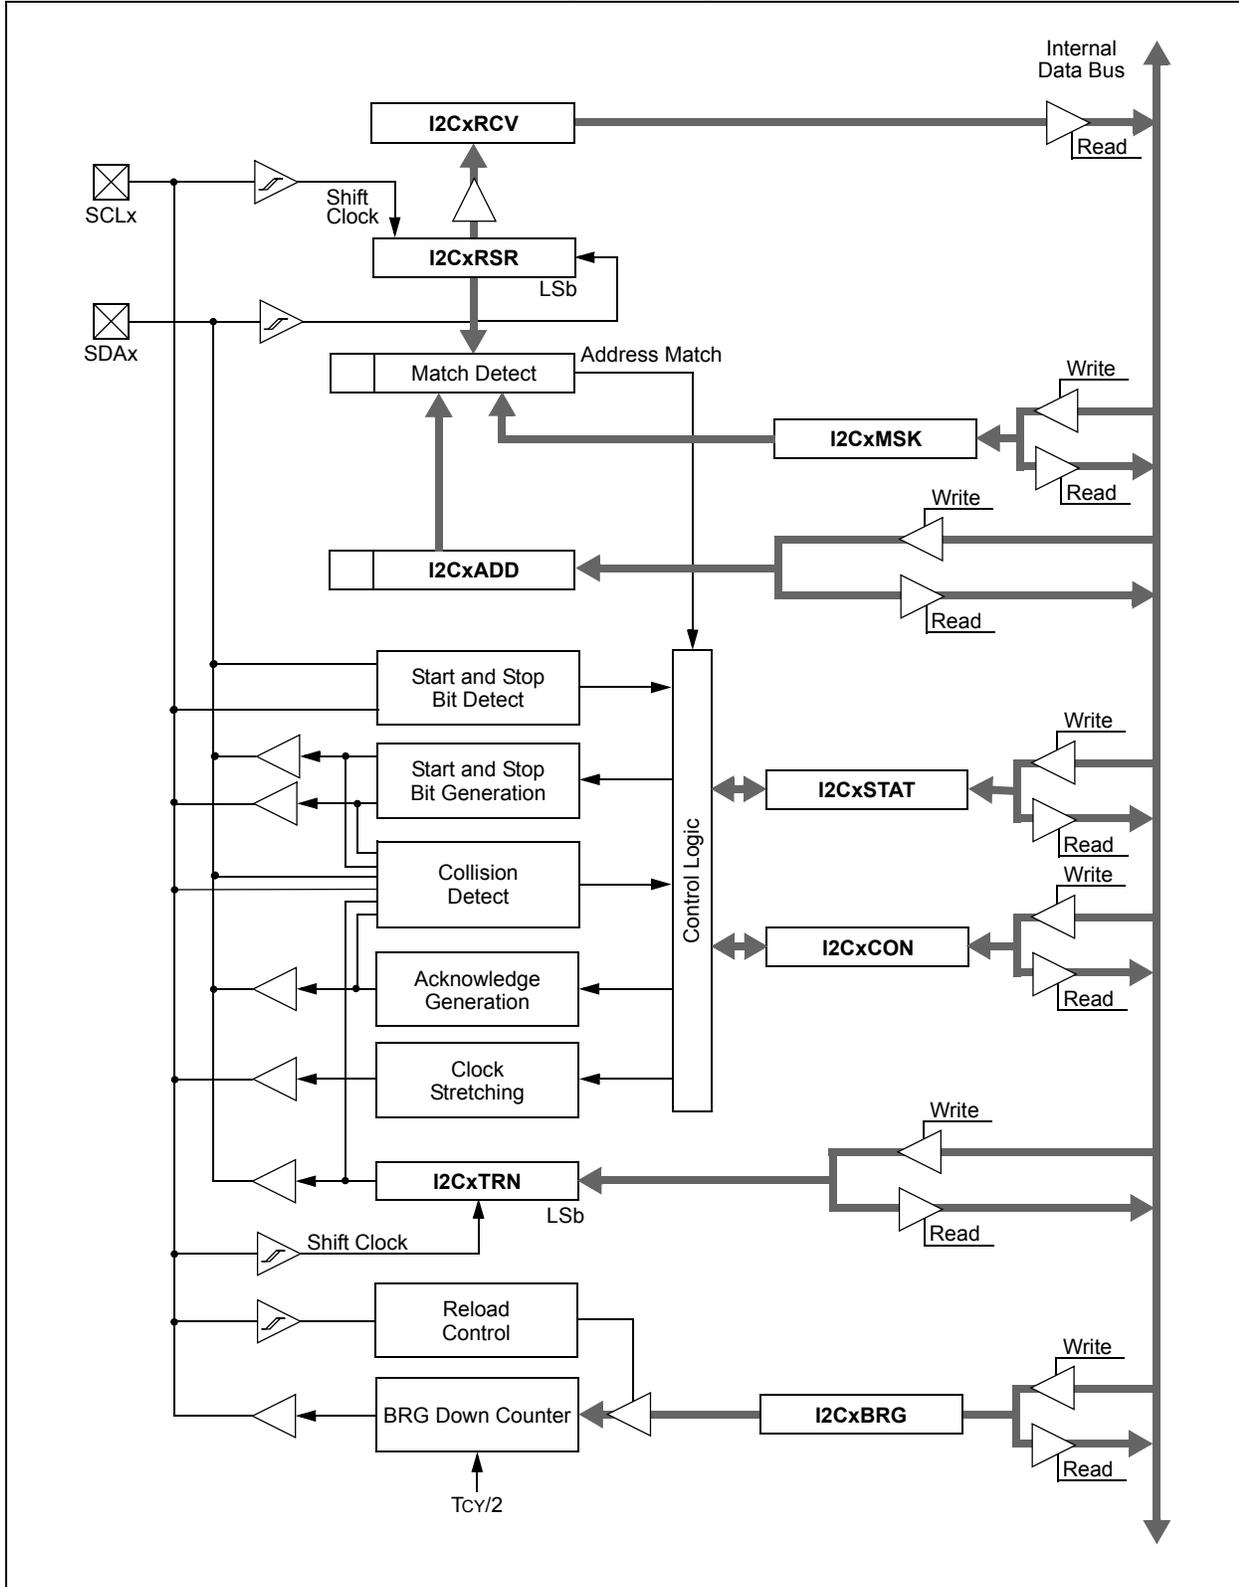 Internal
Data Bus
I2CxRCV
Read
SCLx
Shift
Clock
I2CxRSR
LSb
SDAx
Address Match
Match Detect
Write
I2CxMSK
Read
Write
I2CxADD
Read
Start and Stop
Bit Detect
Write
Start and Stop
Bit Generation
I2CxSTAT
Read
Control Logic
Collision
Detect
Write
I2CxCON
Acknowledge
Generation
Read
Clock
Stretching
Write
I2CxTRN
LSb
Read
Shift Clock
Reload
Control
Write
BRG Down Counter
I2CxBRG
Read
TCY/2